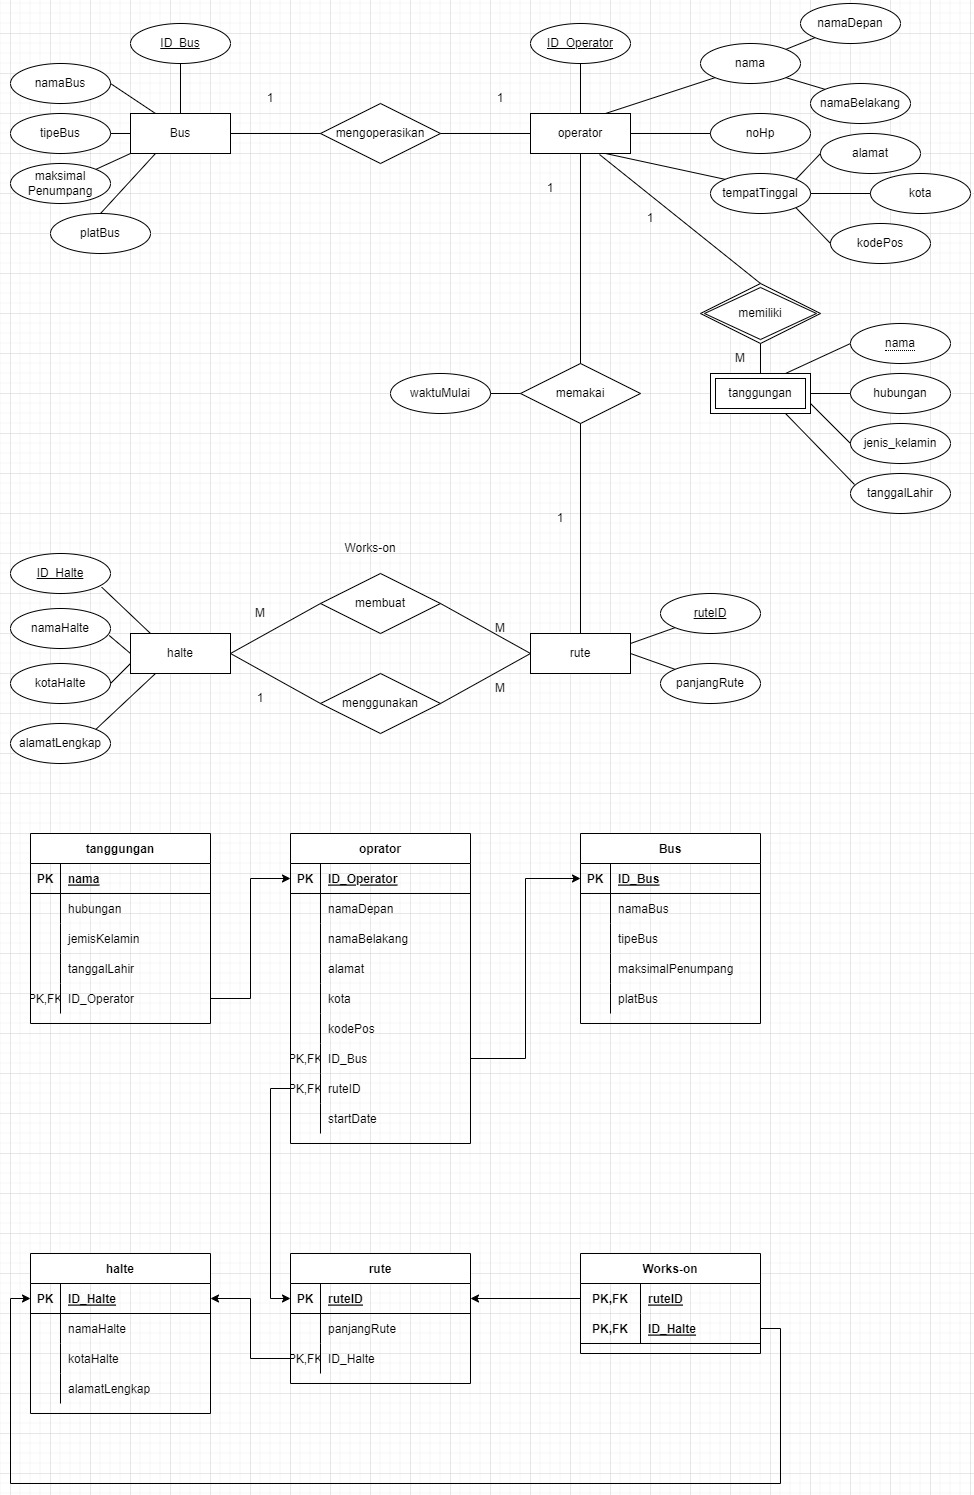 ID_Bus
ID_Operator
namaDepan
nama
namaBus
namaBelakang
1
1
tipeBus
Bus
mengoperasikan
operator
noHp
alamat
maksimal
Penumpang
1
tempatTinggal
kota
1
platBus
kodePos
memiliki
nama
M
waktuMulai
memakai
tanggungan
hubungan
jenis_kelamin
tanggalLahir
1
Works-on
ID_Halte
membuat
M
ruteID
namaHalte
M
halte
rute
kotaHalte
1
M
panjangRute
menggunakan
alamatLengkap
tanggungan
PK nama
hubungan
jemisKelamin
tanggalLahir
PK,FK ID_Operator
oprator
PK ID_Operator
namaDepan
namaBelakang
alamat
kota
kodePos
PK,FK ID_Bus
PK,FK ruteID
startDate
Bus
PK ID_Bus
namaBus
tipeBus
maksimalPenumpang
platBus
halte
PK ID_Halte
namaHalte
kotaHalte
alamatLengkap
rute
PK ruteID
panjangRute
PK,FK ID_Halte
Works-on
PK,FK ruteID
PK,FK ID_Halte